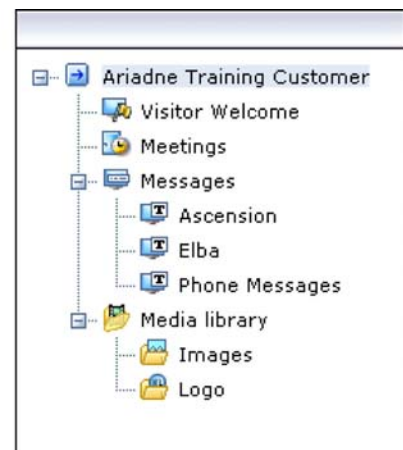 Ariadne Training Customer
Visitor Welcome
Meetings
Messages
Ascension
Elba
Phone Messages
Media library
Images
Logo